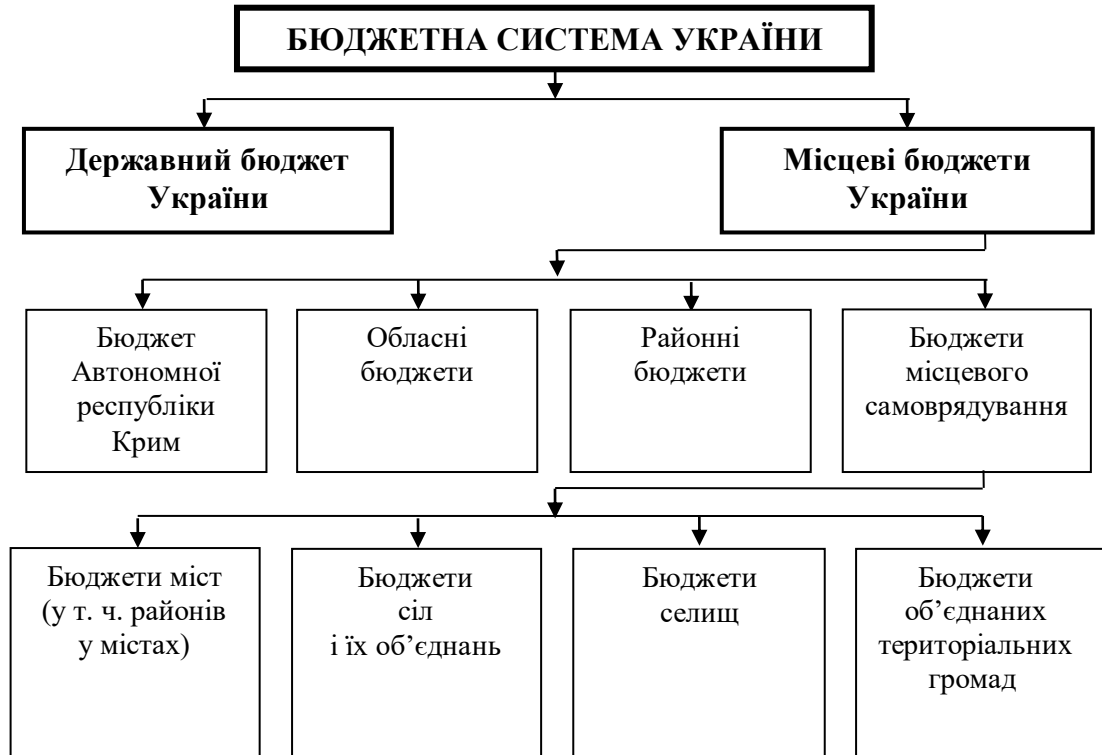 БЮДЖЕТНА СИСТЕМА УКРАЇНИ
Державний бюджет
України
Місцеві бюджети
України
Бюджет
Автономної
республіки
Крим
Обласні
бюджети
Районні
бюджети
Бюджети
місцевого
самоврядування
Бюджети міст
(у т. ч. районів
у містах)
Бюджети
сіл
і їх об’єднань
Бюджети
селищ
Бюджети
об’єднаних
територіальних
громад